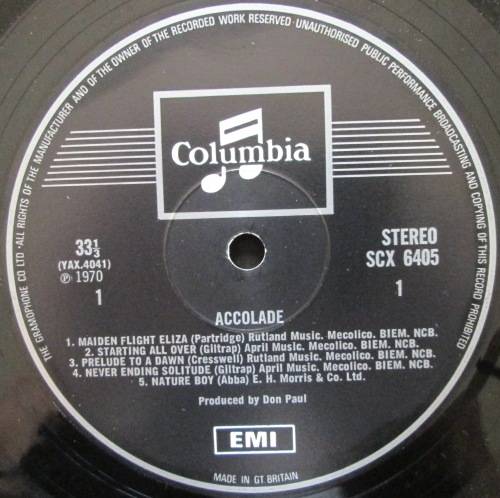 THE GRAMOPHONE CO LTD · ALL RIGHTS OF THE MANUFACTURER AND OF THE OWNER OF THE RECORDED WORK RESERVED · UNAUTHORISED PUBLIC PERFORMANCE BROADCASTING AND COPYING OF THIS RECORD PROHIBITED
Columbia
33⅓
(YAX.4041)
℗ 1970
1
STEREO
SCX 6405
1
ACCOLADE
1. MAIDEN FLIGHT ELIZA (Partridge) Rutland Music. Mecolico. BIEM. NCB.
2. STARTING ALL OVER (Giltrap) April Music. Mecolico. BIEM. NCB.
3. PRELUDE TO A DAWN (Cresswell) Rutland Music. Mecolico. BIEM. NCB.
4. NEVER ENDING SOLITUDE (Giltrap) April Music. Mecolico. BIEM. NCB.
5. NATURE BOY (Abba) E. H. Morris & Co. Ltd.
Produced by Don Paul
EMI
MADE IN GT BRITAIN